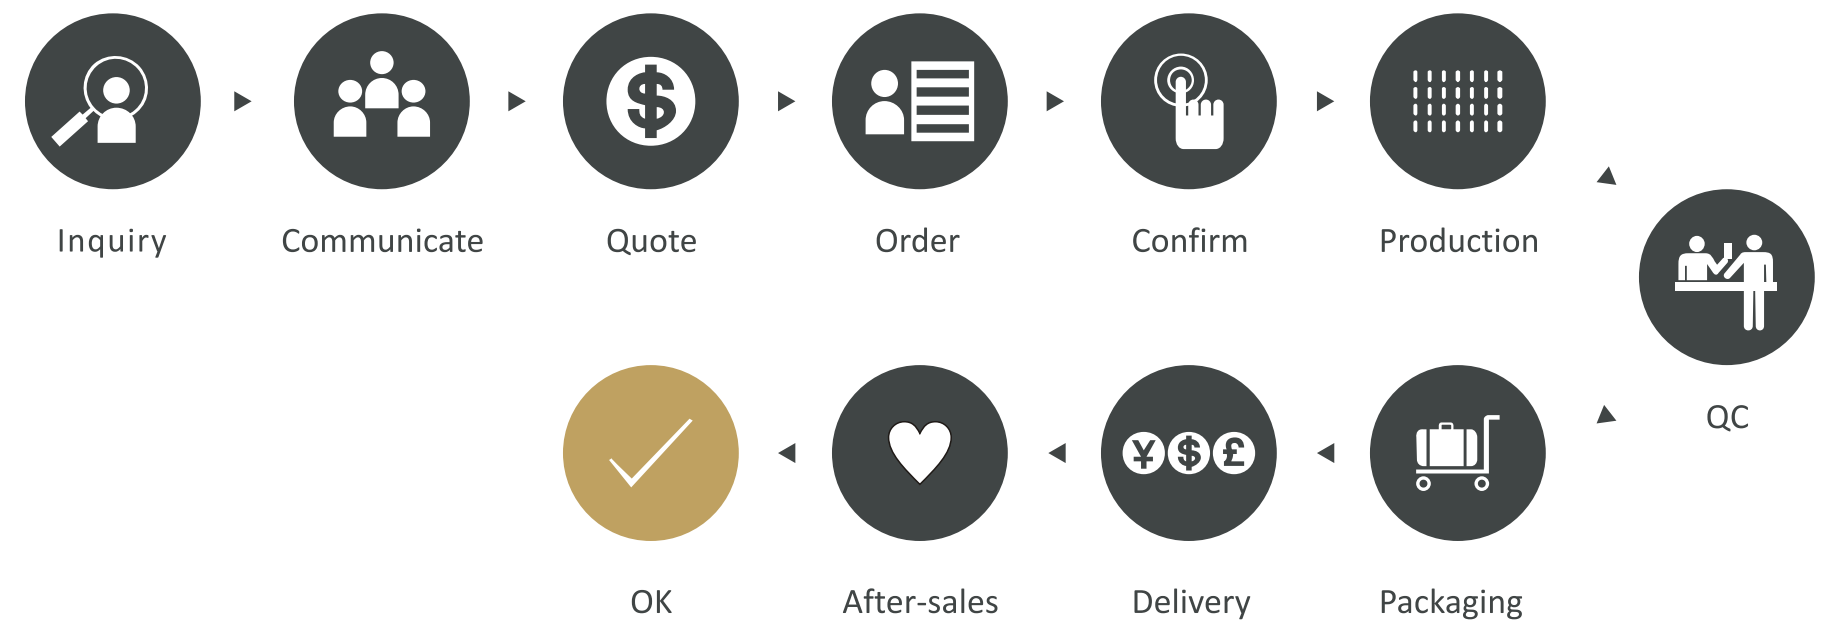 Inquiry
Communicate
Quote
Order
Confirm
Production
QC
Packaging
Delivery
After-sales
OK